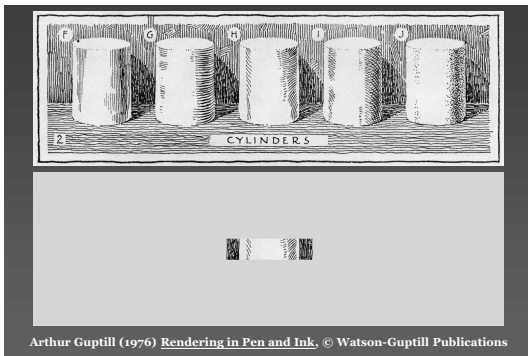 F G H I J
2 CYLINDERS
Arthur Guptill (1976) Rendering in Pen and Ink, © Watson-Guptill Publications